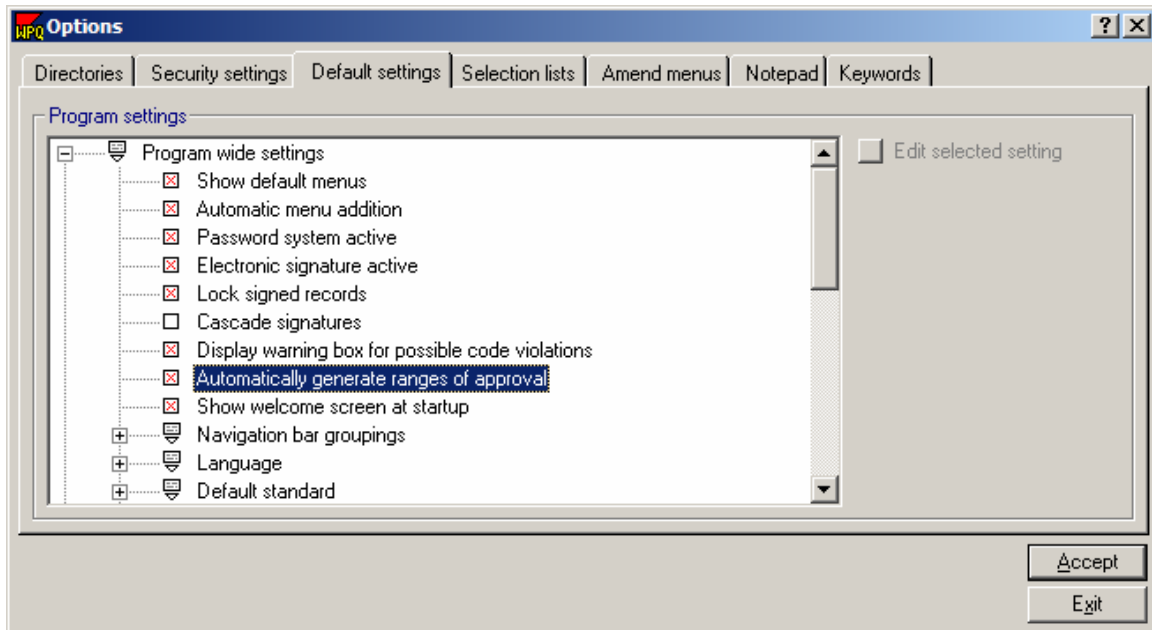 WPQ Options
Directories Security settings Default settings Selection lists Amend menus Notepad Keywords
Program settings
Program wide settings
Edit selected setting
Show default menus
Automatic menu addition
Password system active
Electronic signature active
Lock signed records
Cascade signatures
Display warning box for possible code violations
Automatically generate ranges of approval
Show welcome screen at startup
Navigation bar groupings
Language
Default standard
Accept
Exit